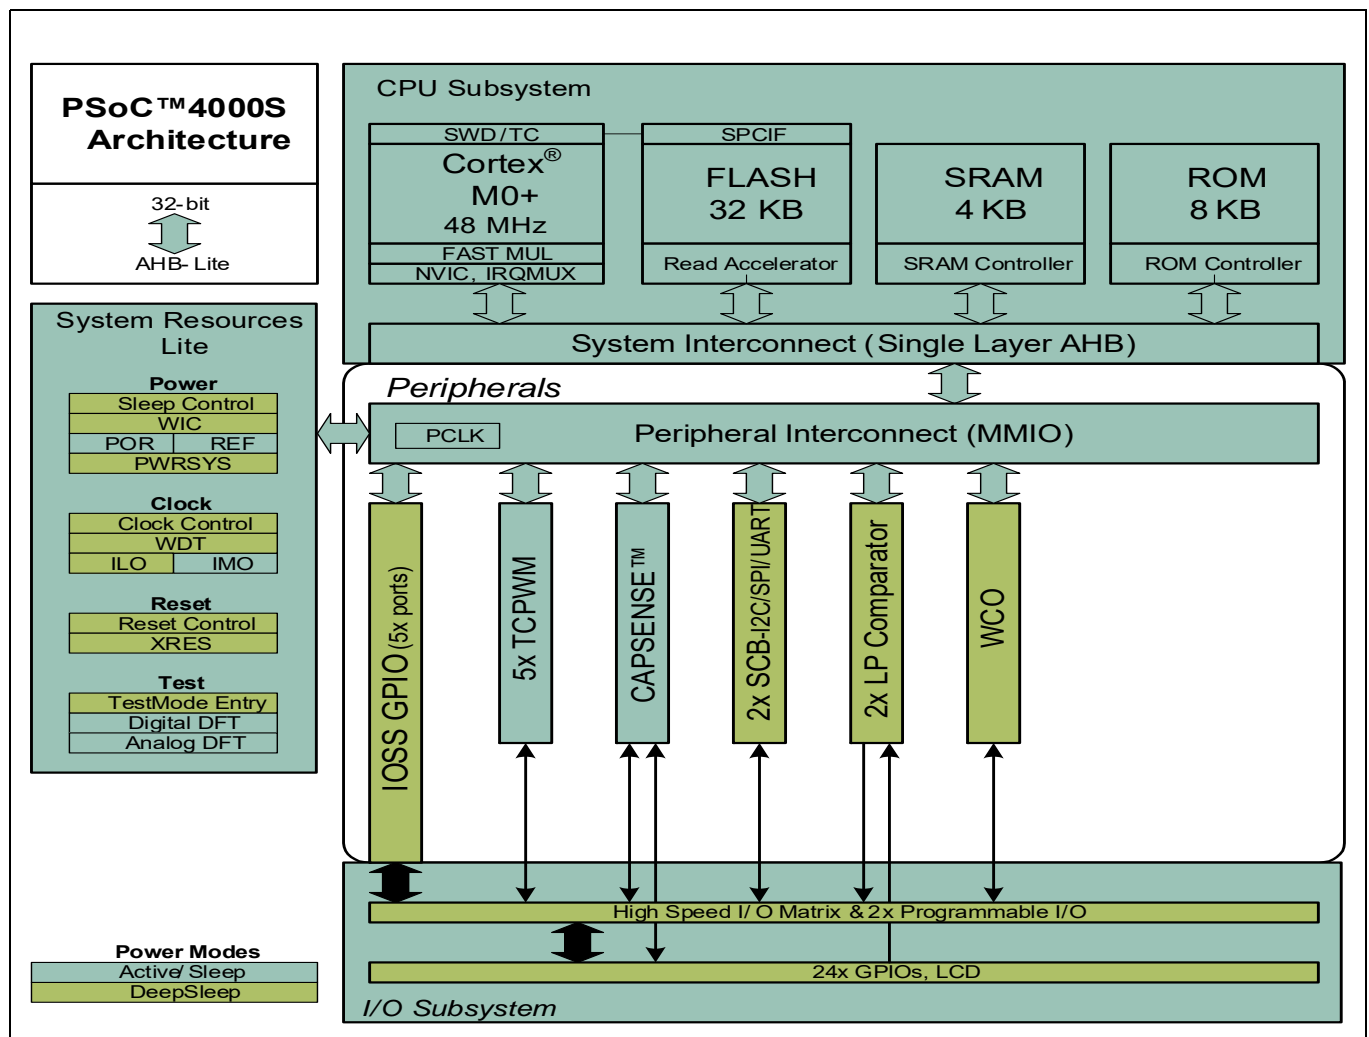 PSoC™4000S
Architecture
32-bit
AHB-Lite
CPU Subsystem
SWD/TC
Cortex®
M0+
48 MHz
FAST MUL
NVIC, IRQMUX
SPCIF
FLASH
32 KB
Read Accelerator
SRAM
4 KB
SRAM Controller
ROM
8 KB
ROM Controller
System Interconnect (Single Layer AHB)
System Resources
Lite
Power
Sleep Control
WIC
POR REF
PWRSYS
Clock
Clock Control
WDT
ILO IMO
Reset
Reset Control
XRES
Test
TestMode Entry
Digital DFT
Analog DFT
Peripherals
PCLK
Peripheral Interconnect (MMIO)
IOSS GPIO (5x ports)
5x TCPWM
CAPSENSE™
2x SCB-I2C/SPI/UART
2x LP Comparator
WCO
High Speed I/O Matrix & 2x Programmable I/O
24x GPIOs, LCD
I/O Subsystem
Power Modes
Active/Sleep
DeepSleep